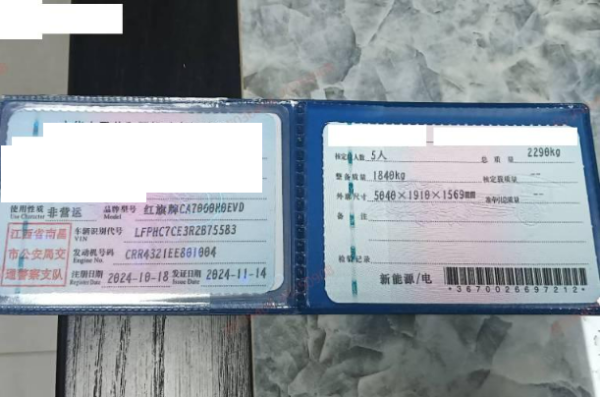 使用性质 非营运 品牌型号 红旗牌CA7000H0EVD
Use Character Model
车辆识别代号 LFPHC7CE3R2B75583
VIN
发动机号码 CRR4321EE801004
Engine No.
注册日期 2024-10-18 发证日期 2024-11-14
Register Date Issue Date
江西省南昌
市公安局交
通警察支队
核定载人数 5人 总质量 2290kg
整备质量 1840kg 核定载质量 --
外廓尺寸 5040×1910×1569mm 准牵引总质量 --
备注
检验记录
新能源/电
*3670026697212*